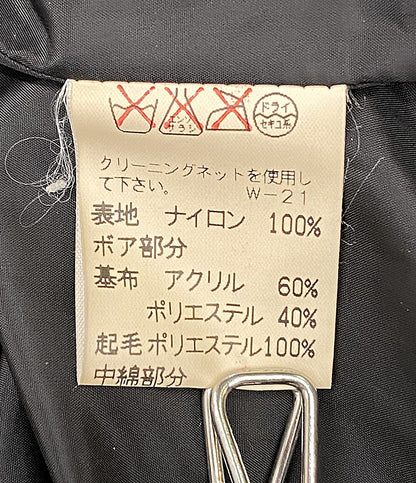 エンソ
サラシ
ドライ
セキユ系
クリーニングネットを使用し
て下さい。 W-21
表地 ナイロン 100%
ボア部分
基布 アクリル 60%
ポリエステル 40%
起毛 ポリエステル100%
中綿部分